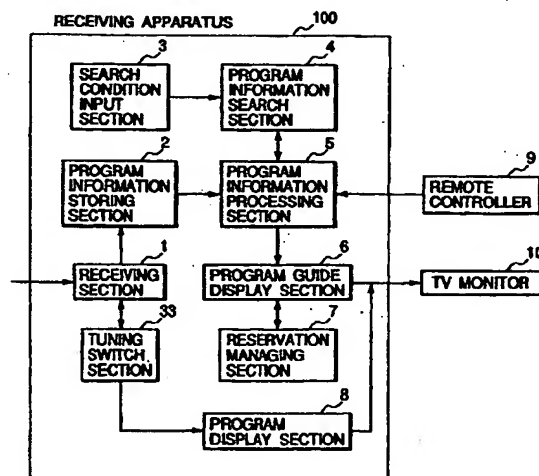 RECEIVING APPARATUS
100
3
SEARCH
CONDITION
INPUT
SECTION
4
PROGRAM
INFORMATION
SEARCH
SECTION
2
PROGRAM
INFORMATION
STORING
SECTION
5
PROGRAM
INFORMATION
PROCESSING
SECTION
9
REMOTE
CONTROLLER
1
RECEIVING
SECTION
6
PROGRAM GUIDE
DISPLAY SECTION
10
TV MONITOR
33
TUNING
SWITCH
SECTION
7
RESERVATION
MANAGING
SECTION
8
PROGRAM
DISPLAY SECTION